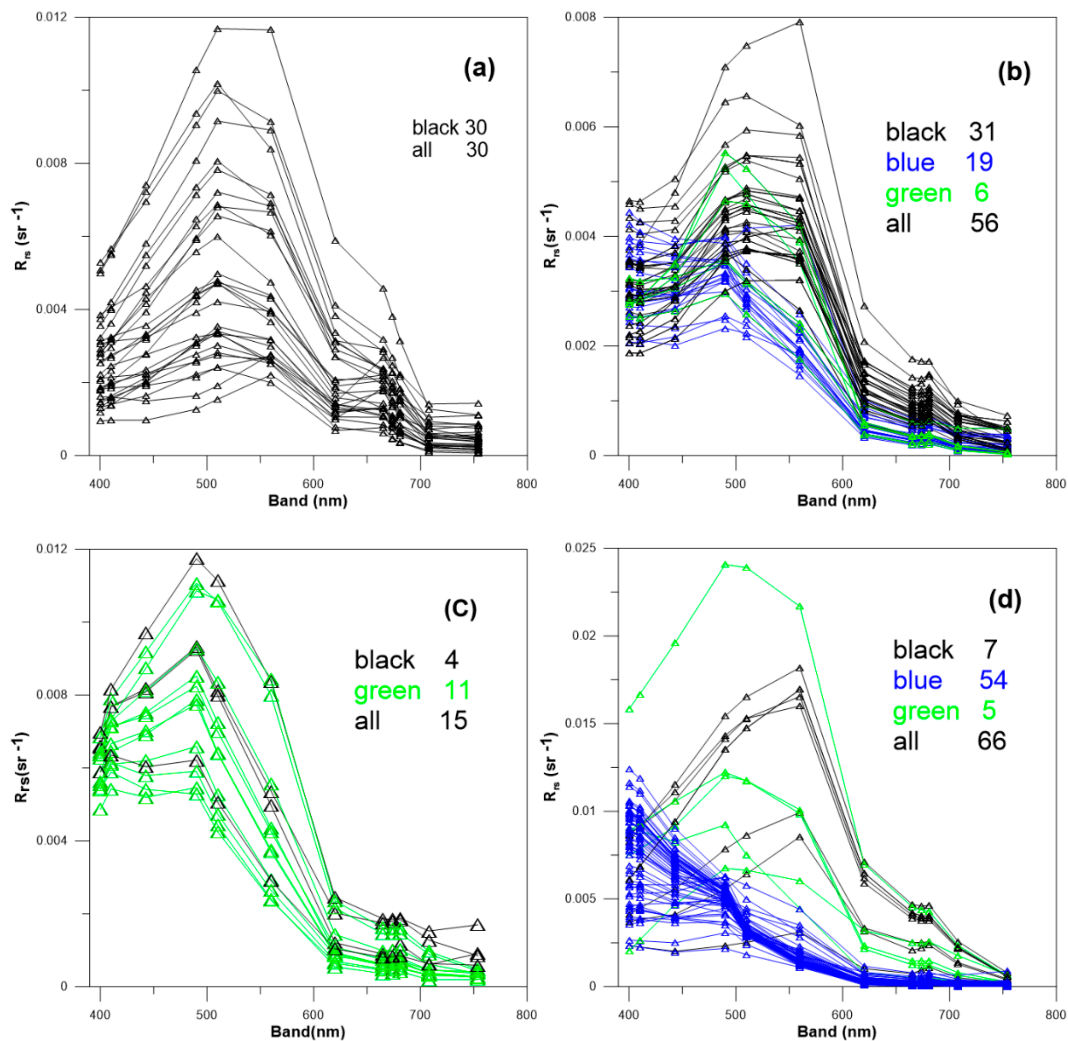 0.012
0.008
0.004
0
R rs (sr -1)
400 500 600 700 800
Band (nm)
(a)
black 30
all 30
0.008
0.006
0.004
0.002
0
R rs (sr -1)
400 500 600 700 800
Band (nm)
(b)
black 31
blue 19
green 6
all 56
0.012
0.008
0.004
0
Rrs(sr -1)
400 500 600 700 800
Band(nm)
(C)
black 4
green 11
all 15
0.025
0.02
0.015
0.01
0.005
0
R rs (sr -1)
400 500 600 700 800
Band (nm)
(d)
black 7
blue 54
green 5
all 66